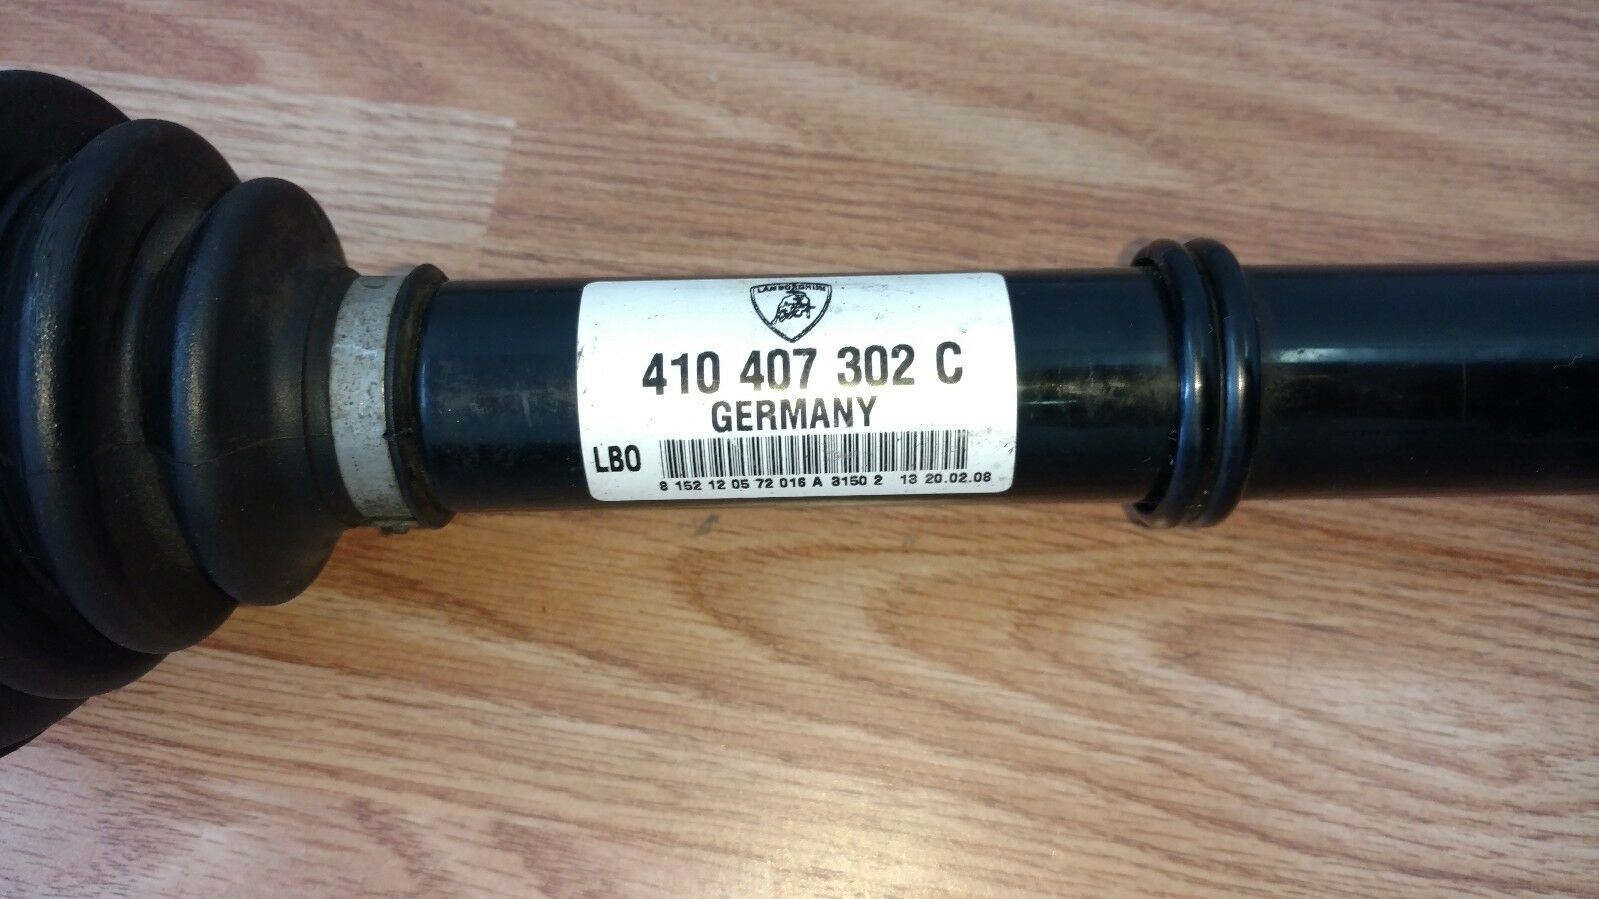 LAMBORGHINI
410 407 302 C
GERMANY
LBO
8 152 12 05 72 016 A 3150 2 13 20.02.08